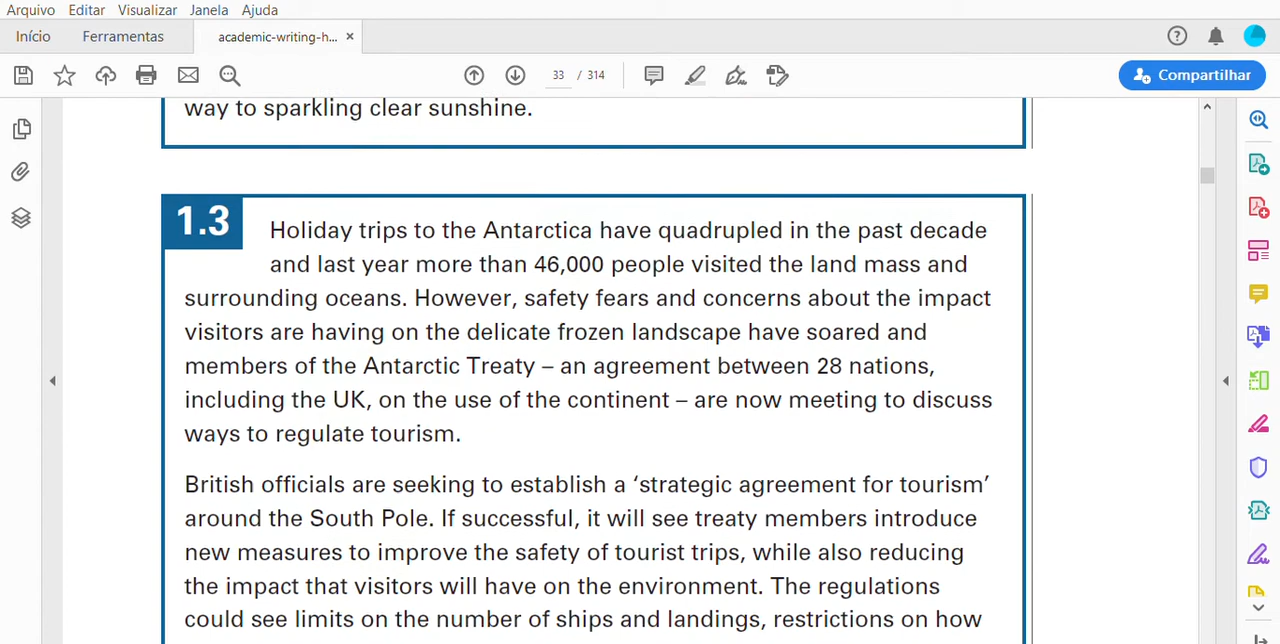 Arquivo Editar Visualizar Janela Ajuda
Início Ferramentas academic-writing-h... ×
33 / 314 Compartilhar
way to sparkling clear sunshine.
1.3 Holiday trips to the Antarctica have quadrupled in the past decade
and last year more than 46,000 people visited the land mass and
surrounding oceans. However, safety fears and concerns about the impact
visitors are having on the delicate frozen landscape have soared and
members of the Antarctic Treaty – an agreement between 28 nations,
including the UK, on the use of the continent – are now meeting to discuss
ways to regulate tourism.
British officials are seeking to establish a ‘strategic agreement for tourism’
around the South Pole. If successful, it will see treaty members introduce
new measures to improve the safety of tourist trips, while also reducing
the impact that visitors will have on the environment. The regulations
could see limits on the number of ships and landings, restrictions on how